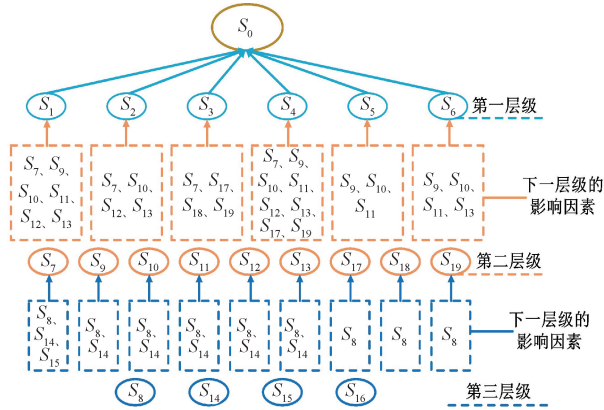 S₀
S₁ S₂ S₃ S₄ S₅ S₆ 第一层级
S₇、S₉、
S₁₀、S₁₁、
S₁₂、S₁₃
S₇、S₁₀、
S₁₂、S₁₃
S₇、S₁₇、
S₁₈、S₁₉
S₇、S₉、
S₁₀、S₁₁、
S₁₂、S₁₃、
S₁₇、S₁₉
S₉、S₁₀、
S₁₁
S₉、S₁₀、
S₁₁、S₁₃
下一层级的
影响因素
S₇ S₉ S₁₀ S₁₁ S₁₂ S₁₃ S₁₇ S₁₈ S₁₉ 第二层级
S₈、
S₁₄、
S₁₅
S₈、
S₁₄
S₈、
S₁₄
S₈、
S₁₄
S₈、
S₁₄
S₈、
S₁₄
S₈
S₈
S₈
下一层级的
影响因素
S₈ S₁₄ S₁₅ S₁₆ 第三层级